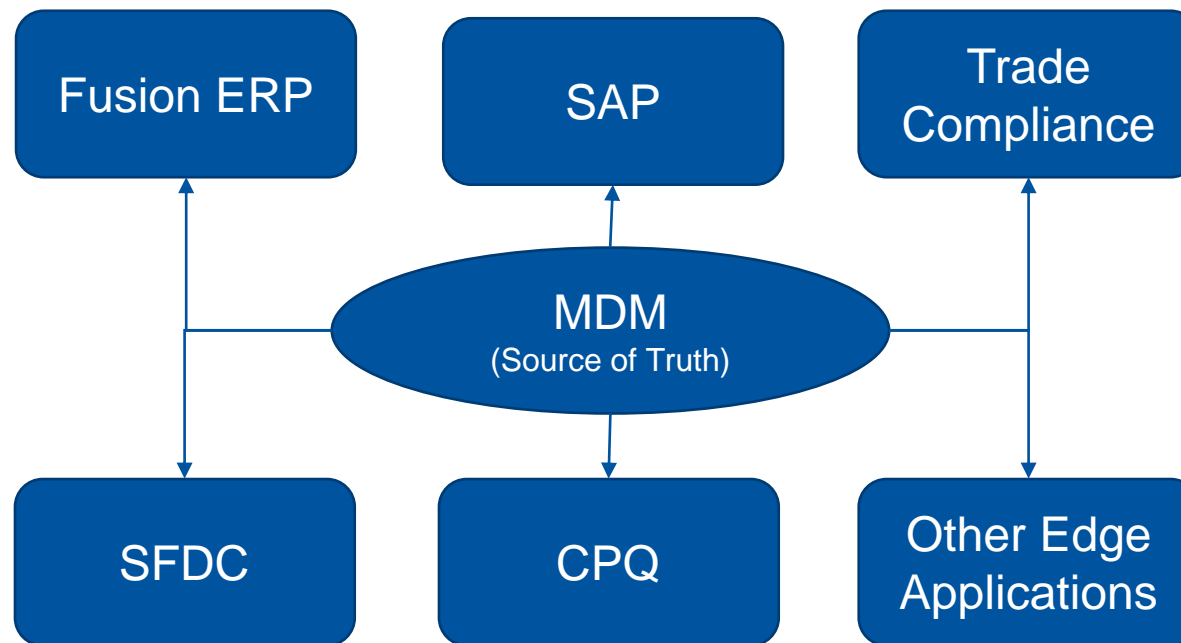 Fusion ERP
SAP
Trade
Compliance
MDM
(Source of Truth)
SFDC
CPQ
Other Edge
Applications